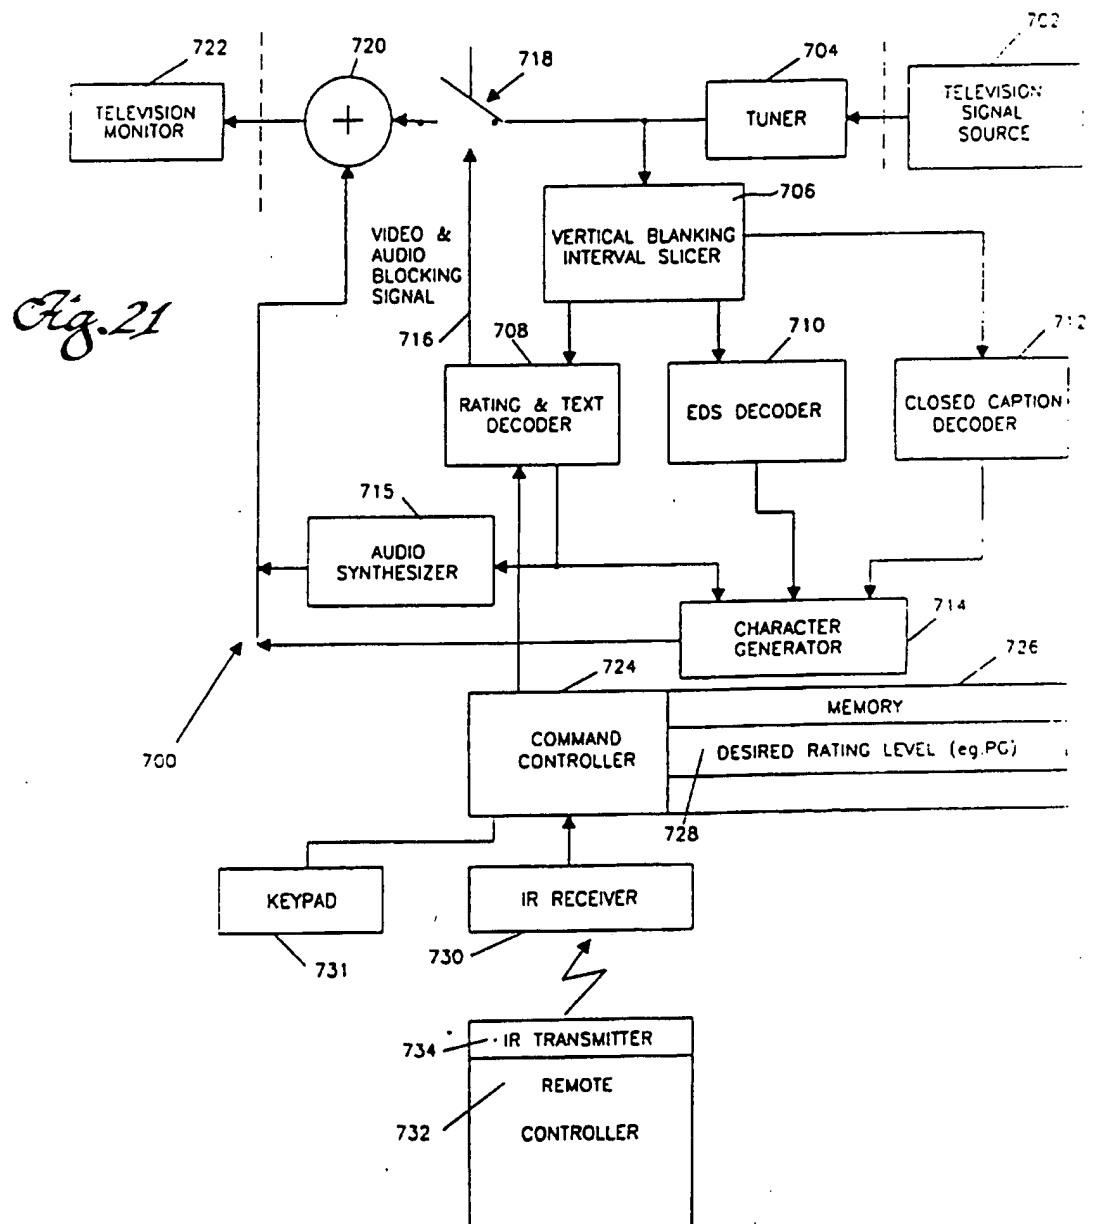 702
722
720
718
704
TELEVISION
MONITOR
+
TUNER
TELEVISION
SIGNAL
SOURCE
706
VIDEO &
AUDIO
BLOCKING
SIGNAL
VERTICAL BLANKING
INTERVAL SLICER
Fig.21
716
708
710
712
RATING & TEXT
DECODER
EDS DECODER
CLOSED CAPTION
DECODER
715
AUDIO
SYNTHESIZER
CHARACTER
GENERATOR
714
724
726
700
COMMAND
CONTROLLER
MEMORY
DESIRED RATING LEVEL (eg.PG)
728
KEYPAD
IR RECEIVER
731
730
734
IR TRANSMITTER
732
REMOTE
CONTROLLER